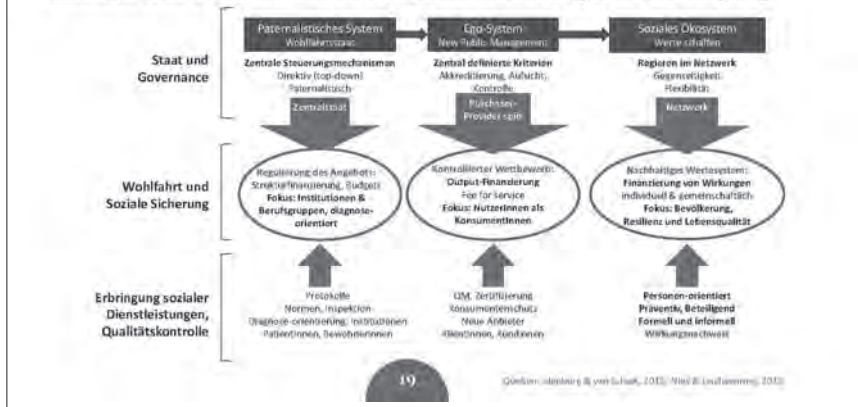 Paternalistisches System
Wohlfahrtsstaat
Ego-System
New Public Management
Soziales Ökosystem
Werte schaffen
Staat und
Governance
Zentrale Steuerungsmechanismen
Direktiv (top-down)
Paternalistisch
Zentralstaat
Zentral definierte Kriterien
Akkreditierung, Aufsicht,
Kontrolle
Purchaser-
Provider split
Regieren im Netzwerk
Gegenseitigkeit
Flexibilität
Netzwerk
Wohlfahrt und
Soziale Sicherung
Regulierung des Angebots:
Strukturfinanzierung, Budgets
Fokus: Institutionen &
Berufsgruppen, diagnose-
orientiert
Kontrollierter Wettbewerb:
Output-Finanzierung
Fee for service
Fokus: NutzerInnen als
KonsumentInnen
Nachhaltiges Wertesystem:
Finanzierung von Wirkungen
individuell & gemeinschaftlich
Fokus: Bevölkerung,
Resilienz und Lebensqualität
Erbringung sozialer
Dienstleistungen,
Qualitätskontrolle
Protokolle
Normen, Inspektion
Diagnose-orientierung, Institutionen
PatientInnen, BewohnerInnen
QM, Zertifizierung
Konsumentenschutz
Neue Anbieter
KlientInnen, KundInnen
Personen-orientiert
Präventiv, Beteiligend
Formell und informell
Wirkungsnachweis
19
Quellen: & von 2015; Nies &